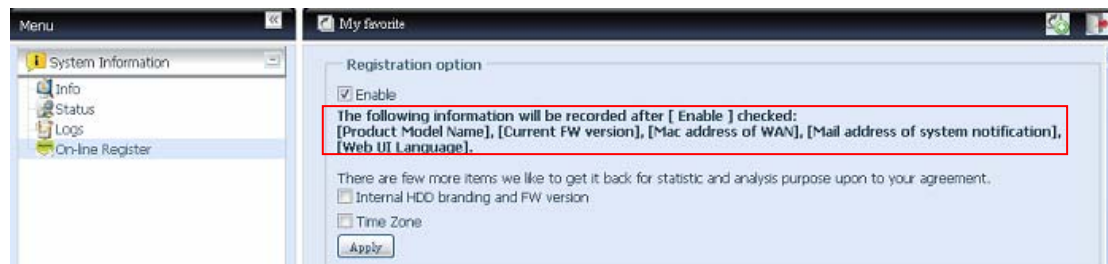 Menu
My favorite
System Information
Info
Status
Logs
On-line Register
Registration option
Enable
The following information will be recorded after [ Enable ] checked:
[Product Model Name], [Current FW version], [Mac address of WAN], [Mail address of system notification],
[Web UI Language].
There are few more items we like to get it back for statistic and analysis purpose upon to your agreement.
Internal HDD branding and FW version
Time Zone
Apply